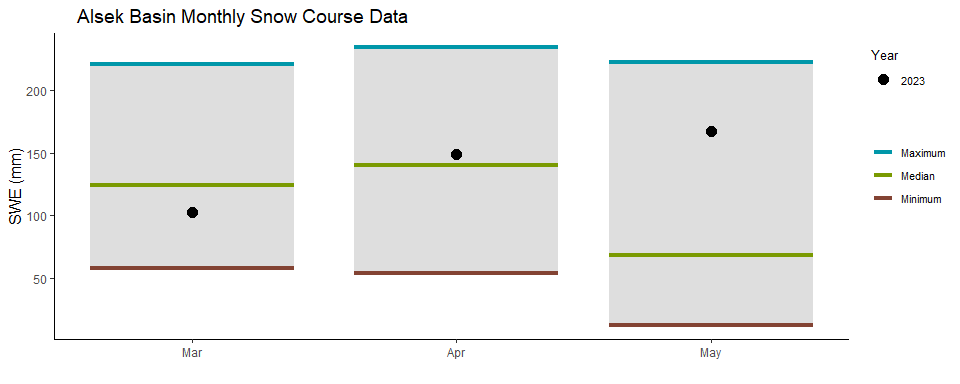 Alsek Basin Monthly Snow Course Data
SWE (mm)
200
150
100
50
Mar
Apr
May
Year
2023
Maximum
Median
Minimum